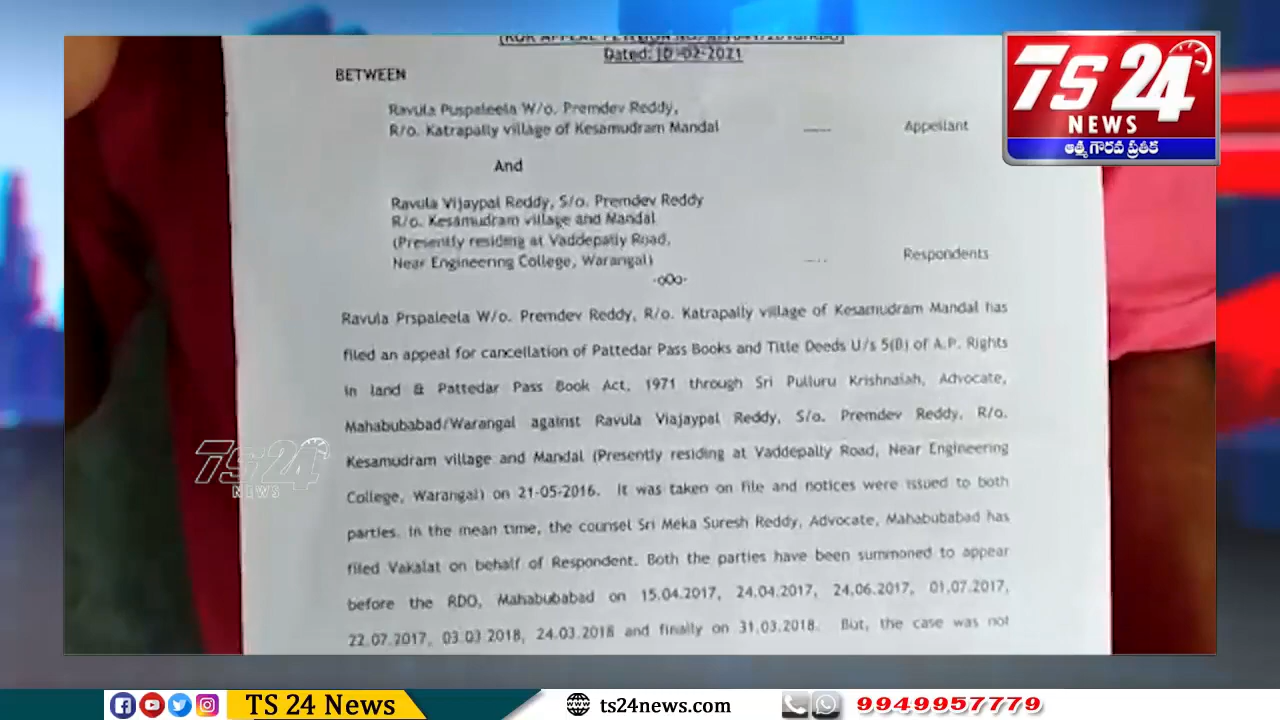 Dated: 10-02-2021
BETWEEN
Ravula Puspaleela W/o. Premdev Reddy,
R/o. Katrapally village of Kesamudram Mandal
Appellant
And
Ravula Vijaypal Reddy, S/o. Premdev Reddy
R/o. Kesamudram village and Mandal
(Presently residing at Vaddepally Road,
Near Engineering College, Warangal)
Respondents
-o0o-
Ravula Prspaleela W/o. Premdev Reddy, R/o. Katrapally village of Kesamudram Mandal has
filed an appeal for cancellation of Pattedar Pass Books and Title Deeds U/s 5(B) of A.P. Rights
in land & Pattedar Pass Book Act, 1971 through Sri Pulluru Krishnaiah, Advocate,
Mahabubabad/Warangal against Ravula Viajaypal Reddy, S/o. Premdev Reddy, R/o.
Kesamudram village and Mandal (Presently residing at Vaddepally Road, Near Engineering
College, Warangal) on 21-05-2016. It was taken on file and notices were issued to both
parties. In the mean time, the counsel Sri Meka Suresh Reddy, Advocate, Mahabubabad has
filed Vakalat on behalf of Respondent. Both the parties have been summoned to appear
before the RDO, Mahabubabad on 15.04.2017, 24.04.2017, 24.06.2017, 01.07.2017,
22.07.2017, 03.03.2018, 24.03.2018 and finally on 31.03.2018. But, the case was not
TS 24
NEWS
ఆత్మ గౌరవ ప్రతీక
TS 24
NEWS
TS 24 News
ts24news.com
9949957779